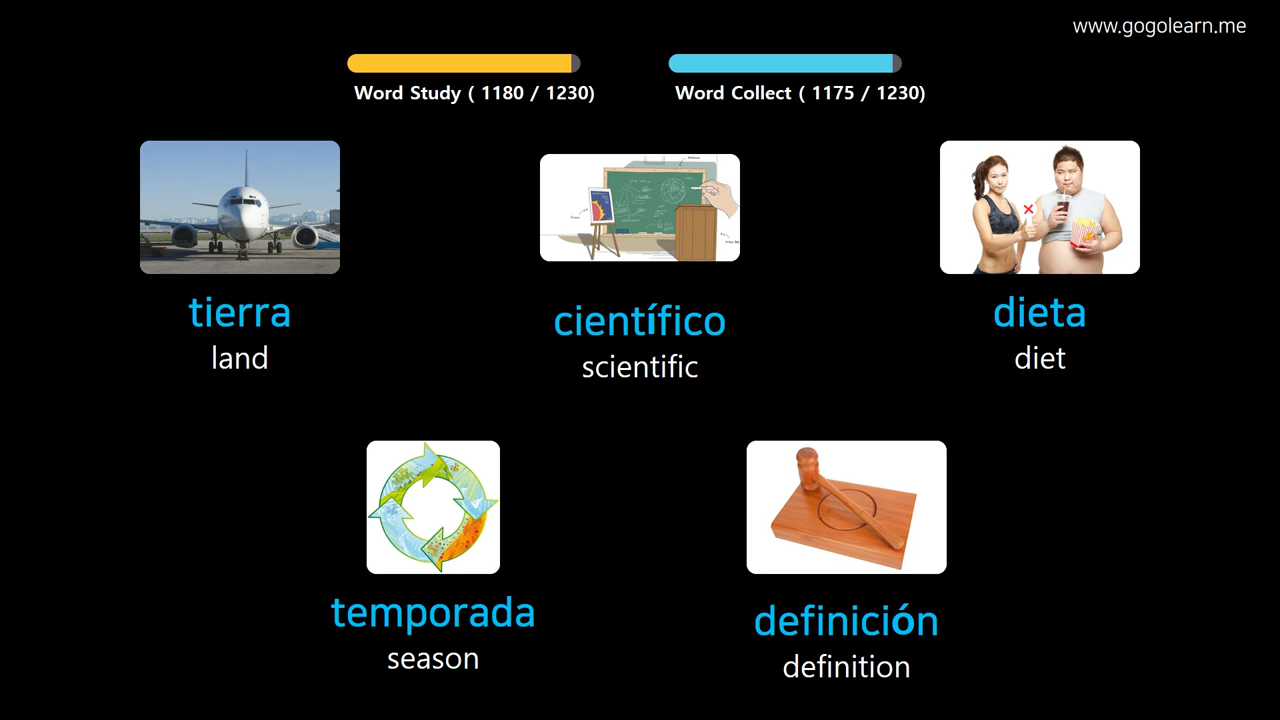 www.gogolearn.me
Word Study ( 1180 / 1230)
Word Collect ( 1175 / 1230)
tierra
land
científico
scientific
dieta
diet
temporada
season
definición
definition